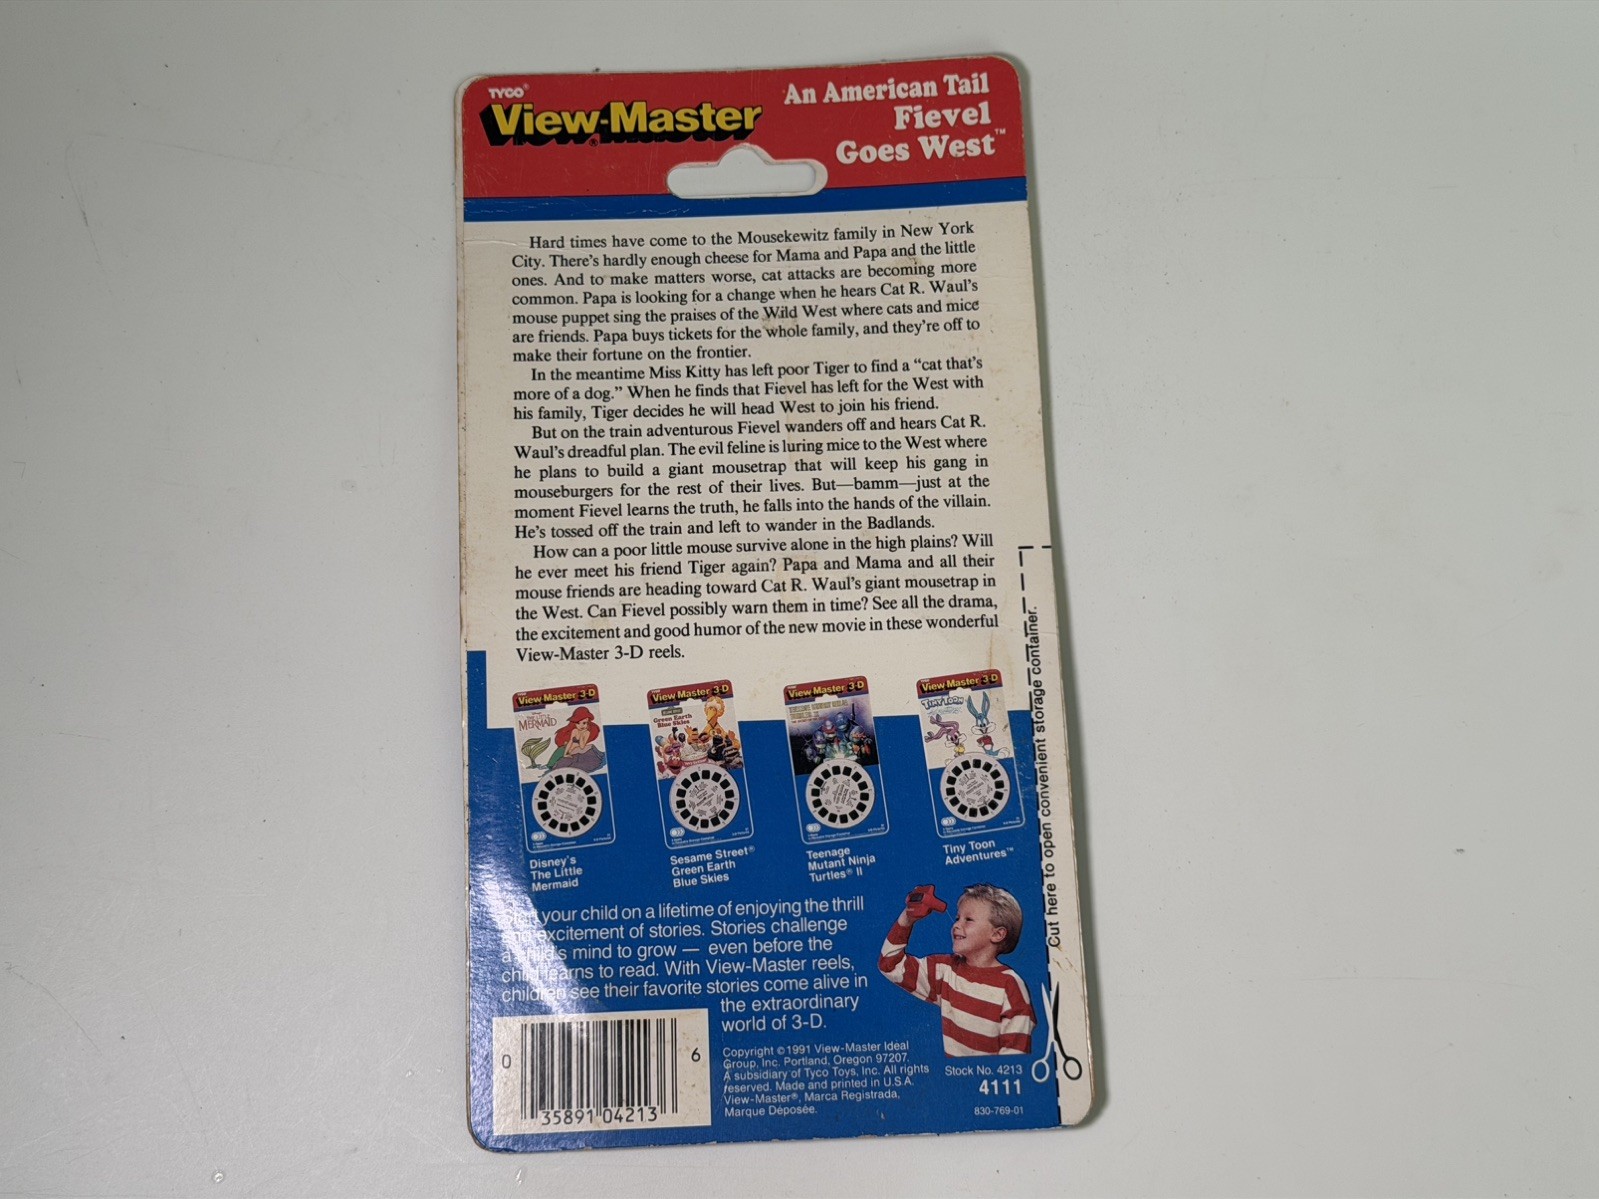 TYCO®
View-Master®
An American Tail
Fievel
Goes West™
Hard times have come to the Mousekewitz family in New York
City. There's hardly enough cheese for Mama and Papa and the little
ones. And to make matters worse, cat attacks are becoming more
common. Papa is looking for a change when he hears Cat R. Waul's
mouse puppet sing the praises of the Wild West where cats and mice
are friends. Papa buys tickets for the whole family, and they're off to
make their fortune on the frontier.
In the meantime Miss Kitty has left poor Tiger to find a “cat that's
more of a dog.” When he finds that Fievel has left for the West with
his family, Tiger decides he will head West to join his friend.
But on the train adventurous Fievel wanders off and hears Cat R.
Waul's dreadful plan. The evil feline is luring mice to the West where
he plans to build a giant mousetrap that will keep his gang in
mouseburgers for the rest of their lives. But—bamm—just at the
moment Fievel learns the truth, he falls into the hands of the villain.
He's tossed off the train and left to wander in the Badlands.
How can a poor little mouse survive alone in the high plains? Will
he ever meet his friend Tiger again? Papa and Mama and all their
mouse friends are heading toward Cat R. Waul's giant mousetrap in
the West. Can Fievel possibly warn them in time? See all the drama,
the excitement and good humor of the new movie in these wonderful
View-Master 3-D reels.
View Master 3-D
THE LITTLE
MERMAID
View Master 3-D
Green Earth
Blue Skies
View Master 3-D
View Master 3-D
TINY TOON
Disney's
The Little
Mermaid
Sesame Street®
Green Earth
Blue Skies
Teenage
Mutant Ninja
Turtles® II
Tiny Toon
Adventures™
Cut here to open convenient storage container.
your child on a lifetime of enjoying the thrill
and excitement of stories. Stories challenge
a child's mind to grow — even before the
child learns to read. With View-Master reels,
children see their favorite stories come alive in
the extraordinary
world of 3-D.
0 35891 04213 6
Copyright ©1991 View-Master Ideal
Group, Inc. Portland, Oregon 97207.
A subsidiary of Tyco Toys, Inc. All rights
reserved. Made and printed in U.S.A.
View-Master®, Marca Registrada,
Marque Déposée.
Stock No. 4213
4111
830-769-01